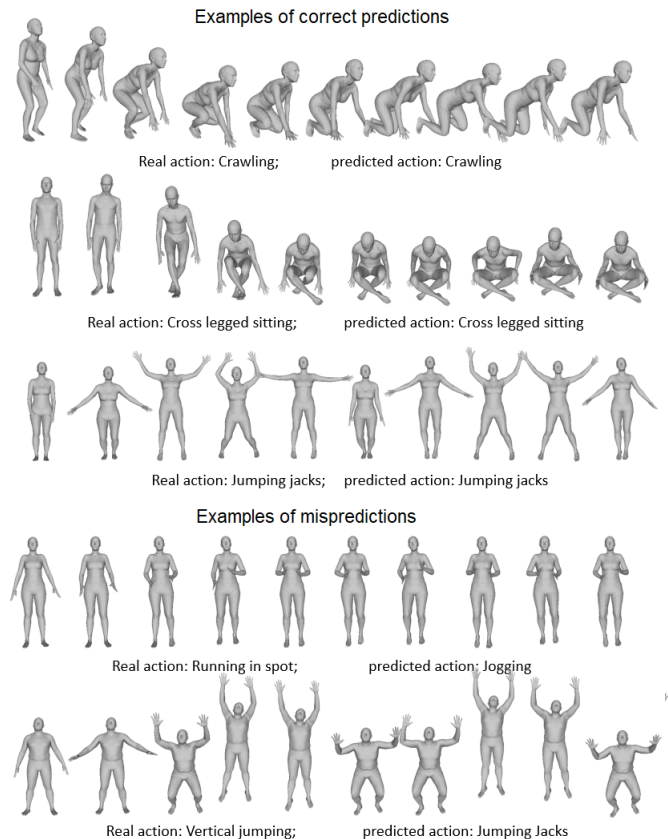 Examples of correct predictions
Real action: Crawling; predicted action: Crawling
Real action: Cross legged sitting; predicted action: Cross legged sitting
Real action: Jumping jacks; predicted action: Jumping jacks
Examples of mispredictions
Real action: Running in spot; predicted action: Jogging
Real action: Vertical jumping; predicted action: Jumping Jacks